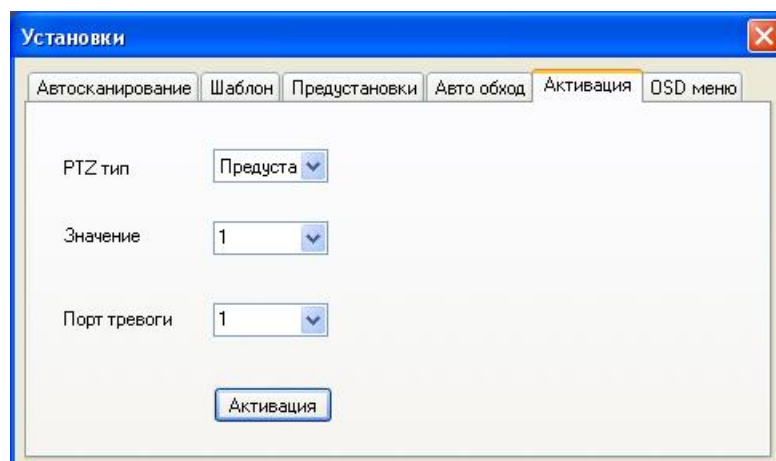 Установки
Автосканирование Шаблон Предустановки Авто обход Активация OSD меню
PTZ тип Предуста
Значение 1
Порт тревоги 1
Активация